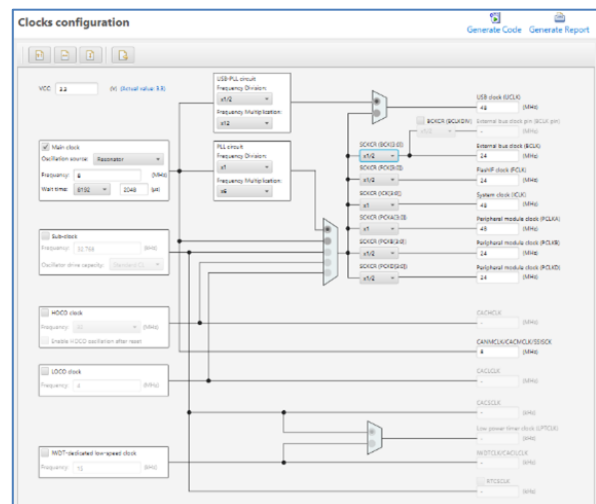 Clocks configuration
Generate Code Generate Report
VCC: 3.3 (V) (Actual value: 3.3)
Main clock
Oscillation source: Resonator
Frequency: 8 (MHz)
Wait time: 8192 2048 (μs)
Sub-clock
Frequency: 32.768 (kHz)
Oscillator drive capacity:
HOCO clock
Frequency: (MHz)
Enable HOCO oscillation after reset
LOCO clock
Frequency: 4 (MHz)
IWDT-dedicated low-speed clock
Frequency: 15 (kHz)
USB-PLL circuit
Frequency Division:
x1/2
Frequency Multiplication:
x12
PLL circuit
Frequency Division:
x1
Frequency Multiplication:
x6
SCKCR (BCK[3:0])
x1/2
SCKCR (FCK[3:0])
x1/2
SCKCR (ICK[3:0])
x1
SCKCR (PCKA[3:0])
x1
SCKCR (PCKB[3:0])
x1/2
SCKCR (PCKD[3:0])
x1/2
BCKCR (BCLKDIV)
x1/2
USB clock (UCLK)
48 (MHz)
External bus clock pin (BCLK pin)
- (MHz)
External bus clock (BCLK)
24 (MHz)
FlashIF clock (FCLK)
24 (MHz)
System clock (ICLK)
48 (MHz)
Peripheral module clock (PCLKA)
48 (MHz)
Peripheral module clock (PCLKB)
24 (MHz)
Peripheral module clock (PCLKD)
24 (MHz)
CACHCLK
- (MHz)
CANMCLK/CACMCLK/SSISCK
8 (MHz)
CACLCLK
- (MHz)
CACSCLK
- (kHz)
Low power timer clock (LPTCLK)
- (kHz)
IWDTCLK/CACILCLK
- (kHz)
RTCSCLK
- (kHz)